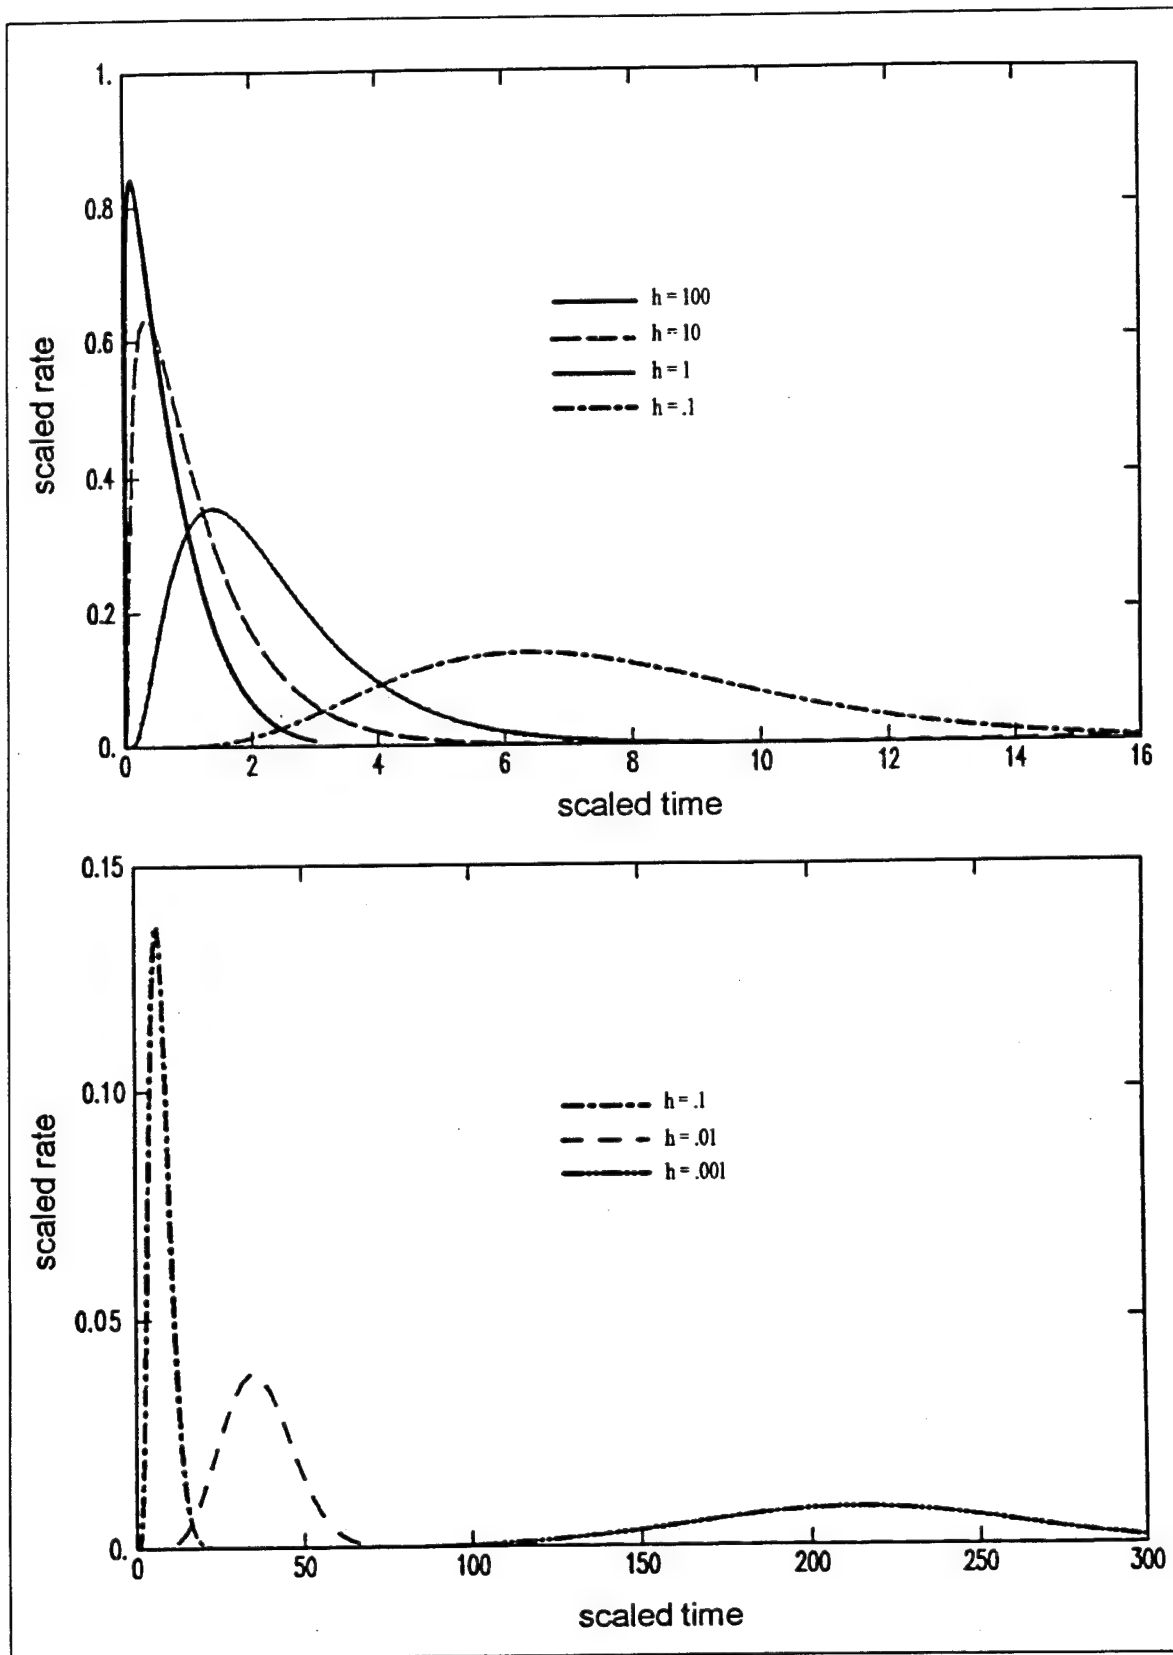 1.
0.8
0.6
0.4
0.2
0.
scaled rate
h = 100
h = 10
h = 1
h = .1
0 2 4 6 8 10 12 14 16
scaled time
0.15
0.10
0.05
0.
scaled rate
h = .1
h = .01
h = .001
0 50 100 150 200 250 300
scaled time